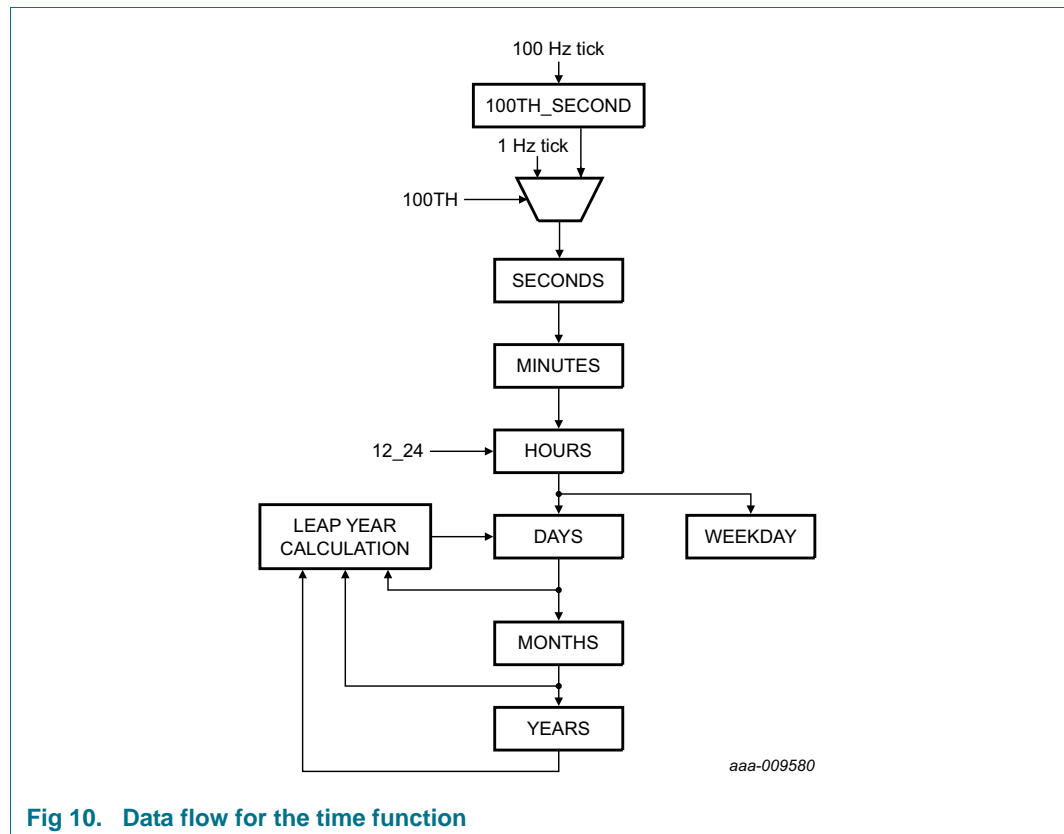 100 Hz tick
100TH_SECOND
1 Hz tick
100TH
SECONDS
MINUTES
12_24
HOURS
LEAP YEAR
CALCULATION
DAYS
WEEKDAY
MONTHS
YEARS
aaa-009580
Fig 10. Data flow for the time function